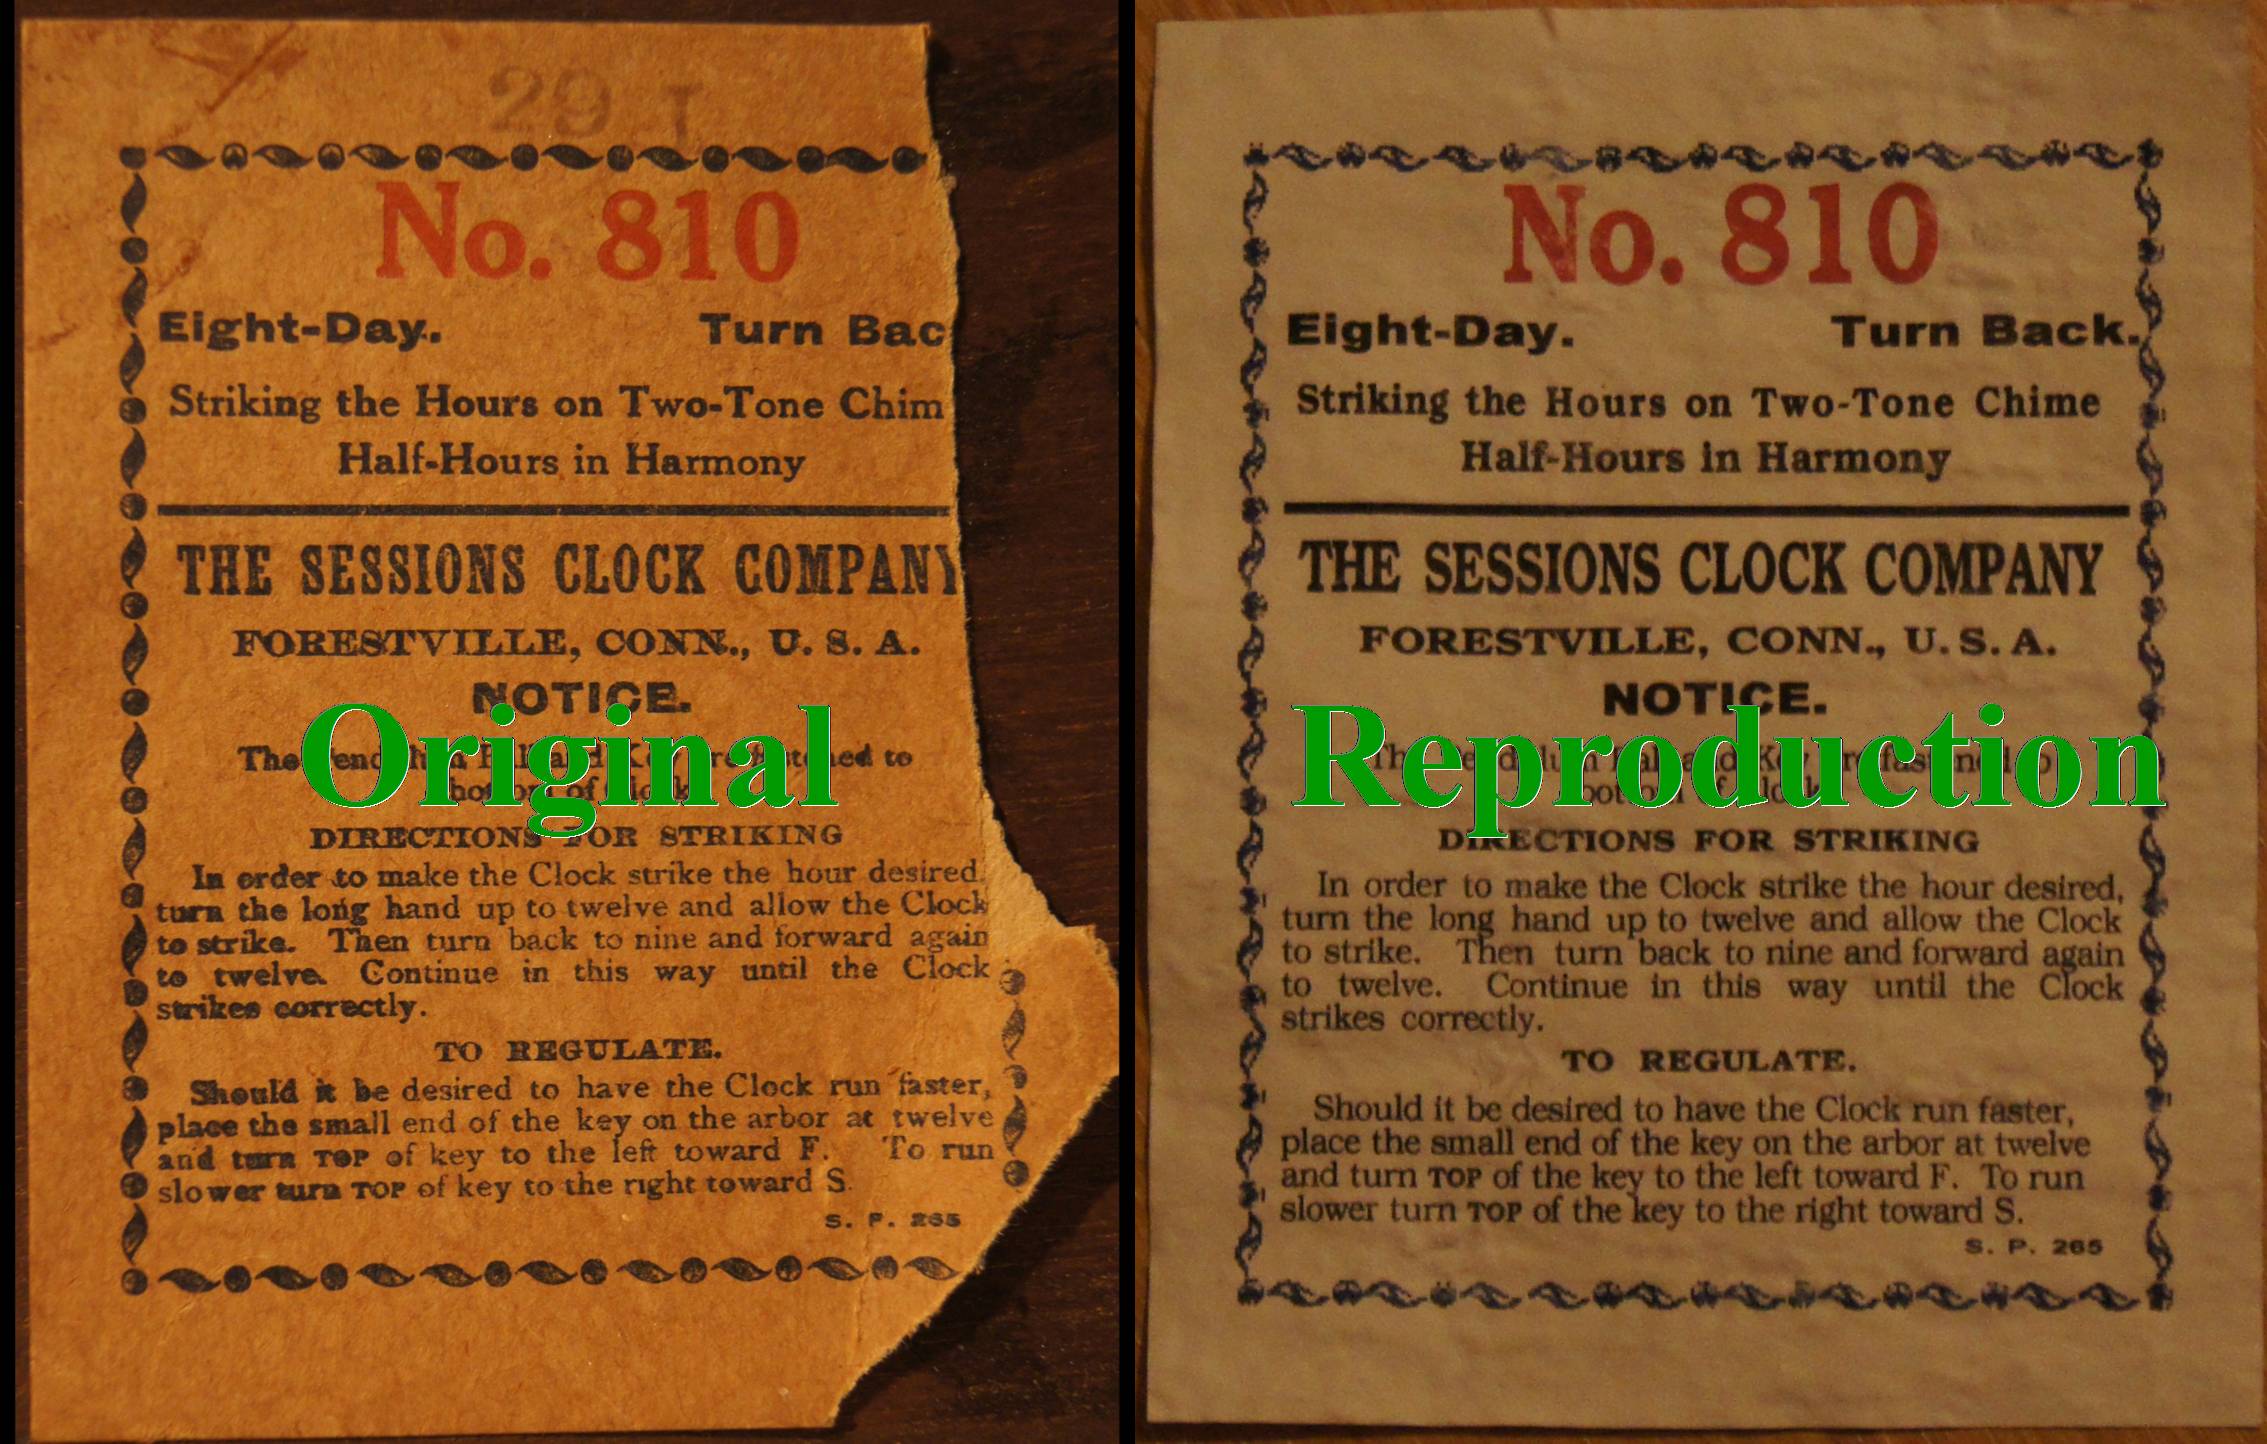 29 1
No. 810
Eight-Day. Turn Bac
Striking the Hours on Two-Tone Chim
Half-Hours in Harmony
THE SESSIONS CLOCK COMPANY
FORESTVILLE, CONN., U. S. A.
NOTICE.
Original
The to
of
DIRECTIONS FOR STRIKING
In order to make the Clock strike the hour desired,
turn the long hand up to twelve and allow the Clock
to strike. Then turn back to nine and forward again
to twelve. Continue in this way until the Clock
strikes correctly.
TO REGULATE.
Should it be desired to have the Clock run faster,
place the small end of the key on the arbor at twelve
and turn TOP of key to the left toward F. To run
slower turn TOP of key to the right toward S.
S. P. 265
No. 810
Eight-Day. Turn Back.
Striking the Hours on Two-Tone Chime
Half-Hours in Harmony
THE SESSIONS CLOCK COMPANY
FORESTVILLE, CONN., U. S. A.
NOTICE.
Reproduction
DIRECTIONS FOR STRIKING
In order to make the Clock strike the hour desired,
turn the long hand up to twelve and allow the Clock
to strike. Then turn back to nine and forward again
to twelve. Continue in this way until the Clock
strikes correctly.
TO REGULATE.
Should it be desired to have the Clock run faster,
place the small end of the key on the arbor at twelve
and turn TOP of the key to the left toward F. To run
slower turn TOP of the key to the right toward S.
S. P. 265